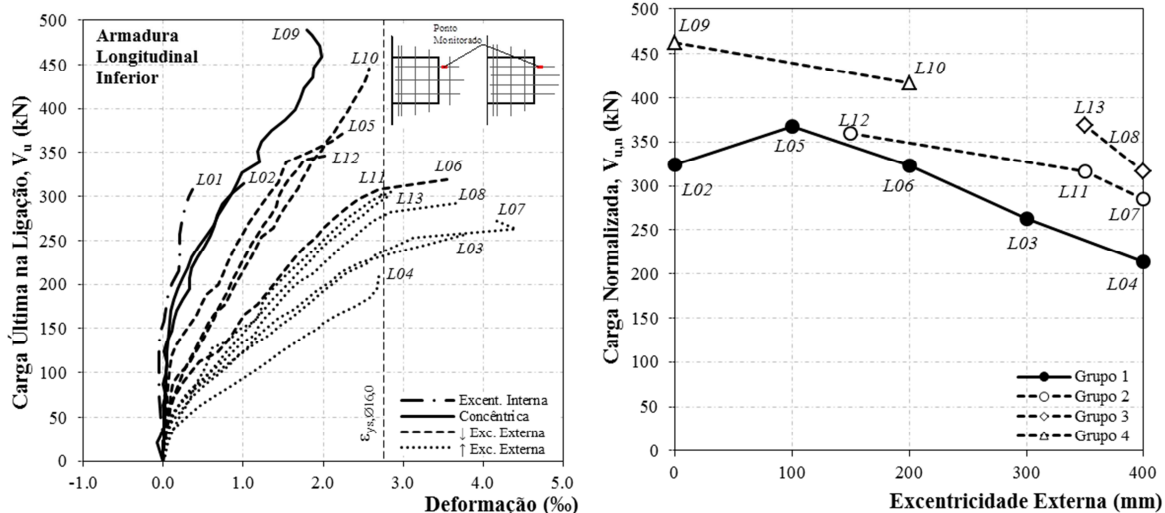 500
450
400
350
300
250
200
150
100
50
0
Carga Última na Ligação, Vu (kN)
Armadura
Longitudinal
Inferior
Ponto
Monitorado
L09
L10
L05
L12
L01
L02
L11
L06
L13
L08
L07
L03
L04
εys,Ø16,0
Excent. Interna
Concêntrica
↓ Exc. Externa
↑ Exc. Externa
-1.0 0.0 1.0 2.0 3.0 4.0 5.0
Deformação (‰)
500
450
400
350
300
250
200
150
100
50
0
Carga Normalizada, Vu,n (kN)
L09
L10
L13
L12
L08
L05
L02
L06
L11
L07
L03
L04
Grupo 1
Grupo 2
Grupo 3
Grupo 4
0 100 200 300 400
Excentricidade Externa (mm)